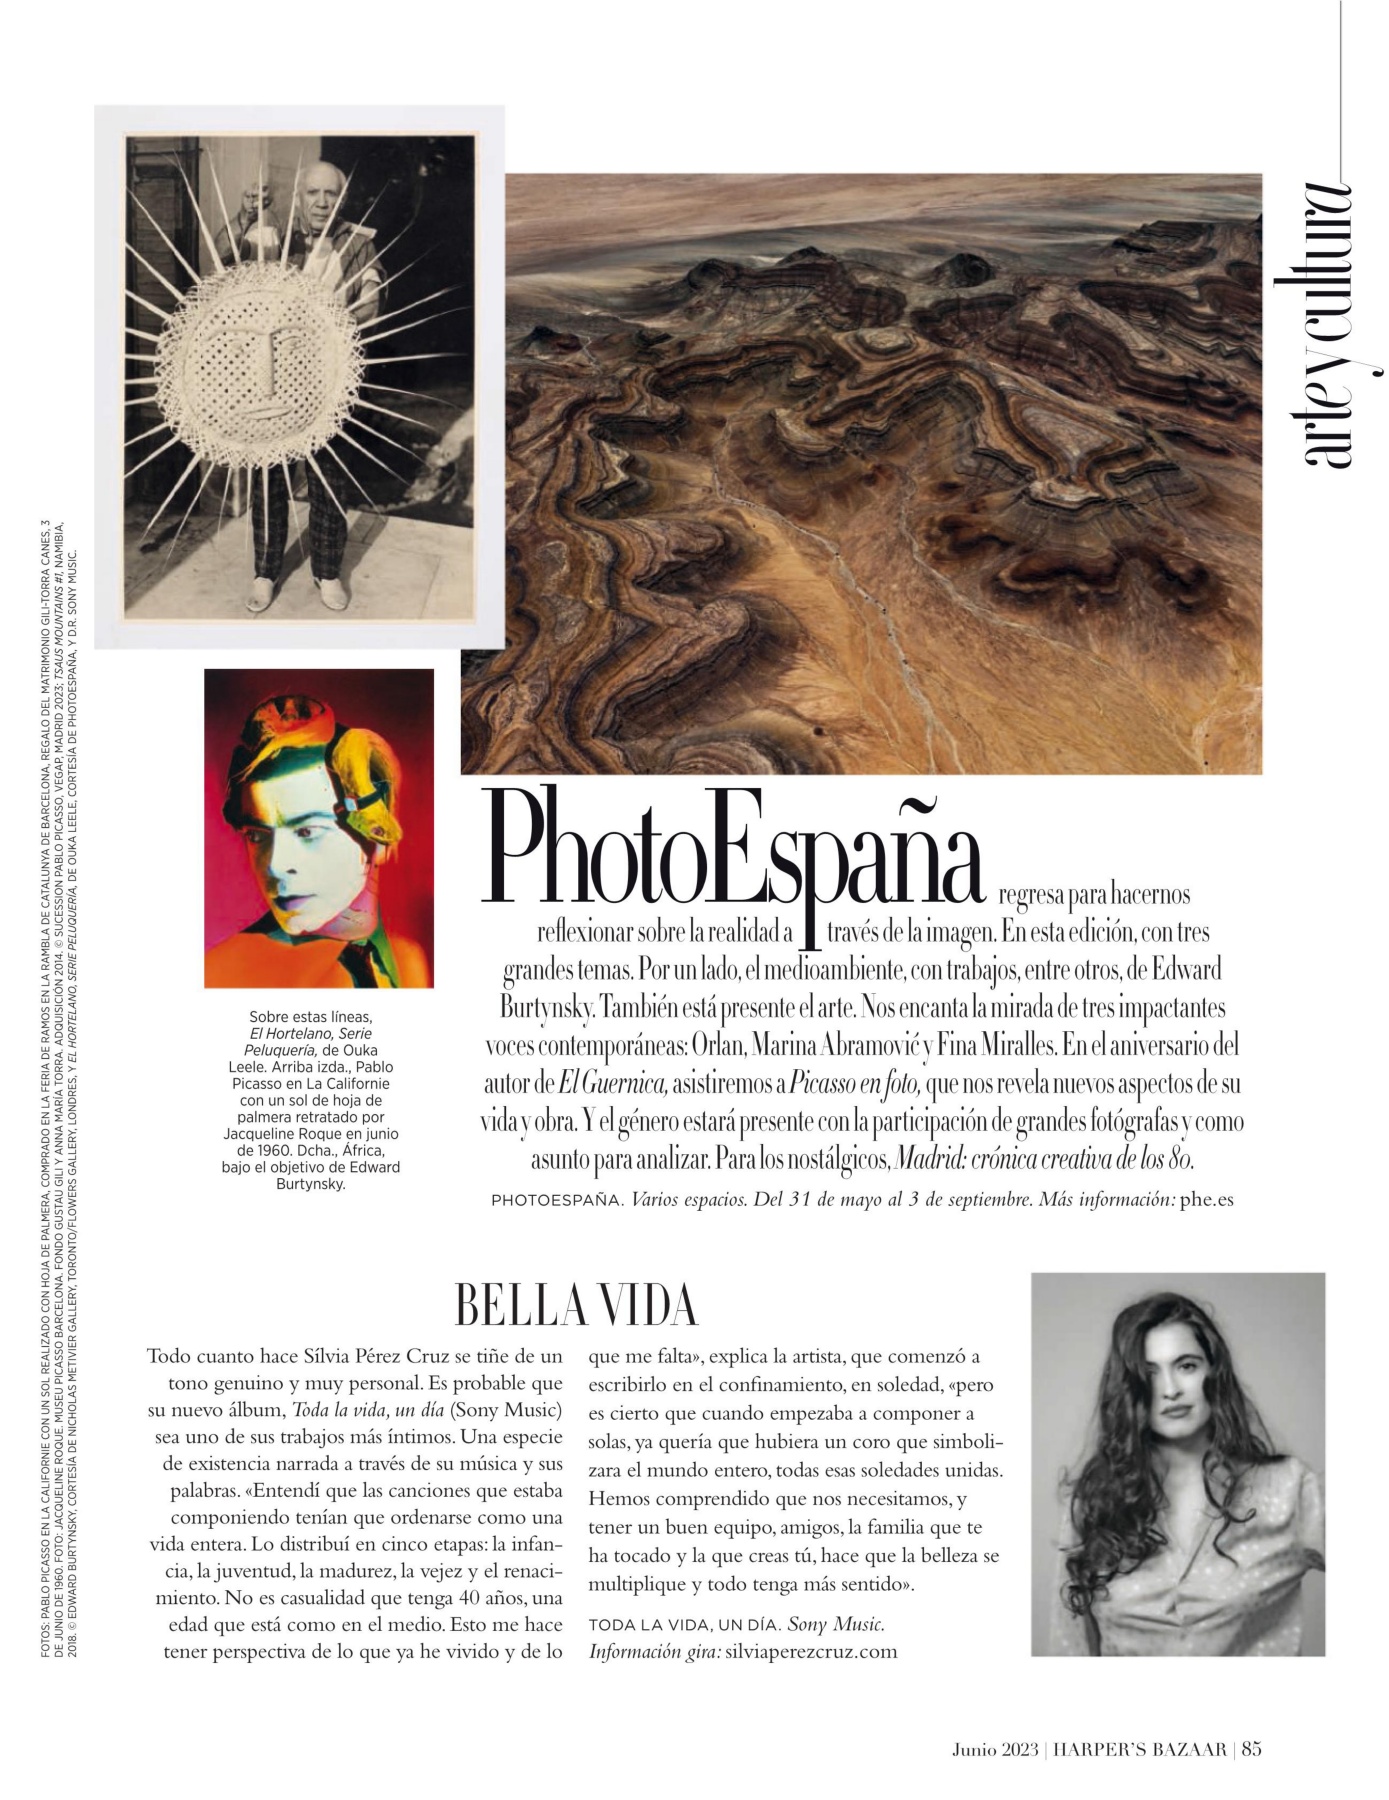 arte y cultura
PhotoEspaña regresa para hacernos
reflexionar sobre la realidad a través de la imagen. En esta edición, con tres
grandes temas. Por un lado, el medioambiente, con trabajos, entre otros, de Edward
Burtynsky. También está presente el arte. Nos encanta la mirada de tres impactantes
voces contemporáneas: Orlan, Marina Abramović y Fina Miralles. En el aniversario del
autor de El Guernica, asistiremos a Picasso en foto, que nos revela nuevos aspectos de su
vida y obra. Y el género estará presente con la participación de grandes fotógrafas y como
asunto para analizar. Para los nostálgicos, Madrid: crónica creativa de los 80.
PHOTOESPAÑA. Varios espacios. Del 31 de mayo al 3 de septiembre. Más información: phe.es
Sobre estas líneas,
El Hortelano, Serie
Peluquería, de Ouka
Leele. Arriba izda., Pablo
Picasso en La Californie
con un sol de hoja de
palmera retratado por
Jacqueline Roque en junio
de 1960. Dcha., África,
bajo el objetivo de Edward
Burtynsky.
BELLA VIDA
Todo cuanto hace Sílvia Pérez Cruz se tiñe de un
tono genuino y muy personal. Es probable que
su nuevo álbum, Toda la vida, un día (Sony Music)
sea uno de sus trabajos más íntimos. Una especie
de existencia narrada a través de su música y sus
palabras. «Entendí que las canciones que estaba
componiendo tenían que ordenarse como una
vida entera. Lo distribuí en cinco etapas: la infan-
cia, la juventud, la madurez, la vejez y el renaci-
miento. No es casualidad que tenga 40 años, una
edad que está como en el medio. Esto me hace
tener perspectiva de lo que ya he vivido y de lo
que me falta», explica la artista, que comenzó a
escribirlo en el confinamiento, en soledad, «pero
es cierto que cuando empezaba a componer a
solas, ya quería que hubiera un coro que simboli-
zara el mundo entero, todas esas soledades unidas.
Hemos comprendido que nos necesitamos, y
tener un buen equipo, amigos, la familia que te
ha tocado y la que creas tú, hace que la belleza se
multiplique y todo tenga más sentido».
TODA LA VIDA, UN DÍA. Sony Music.
Información gira: silviaperezcruz.com
FOTOS: PABLO PICASSO EN LA CALIFORNIE CON UN SOL REALIZADO CON HOJA DE PALMERA, COMPRADO EN LA FERIA DE RAMOS EN LA RAMBLA DE CATALUNYA DE BARCELONA, REGALO DEL MATRIMONIO GILI-TORRA CANES, 3
DE JUNIO DE 1960. FOTO: JACQUELINE ROQUE. MUSEU PICASSO BARCELONA. FONDO GUSTAU GILI Y ANNA MARÍA TORRA. ADQUISICIÓN 2014. © SUCESSION PABLO PICASSO, VEGAP, MADRID 2023; TSAUS MOUNTAINS #1, NAMIBIA,
2018. © EDWARD BURTYNSKY, CORTESÍA DE NICHOLAS METIVIER GALLERY, TORONTO/FLOWERS GALLERY, LONDRES, Y EL HORTELANO, SERIE PELUQUERÍA, DE OUKA LEELE, CORTESÍA DE PHOTOESPAÑA, Y D.R. SONY MUSIC.
Junio 2023 | HARPER'S BAZAAR | 85